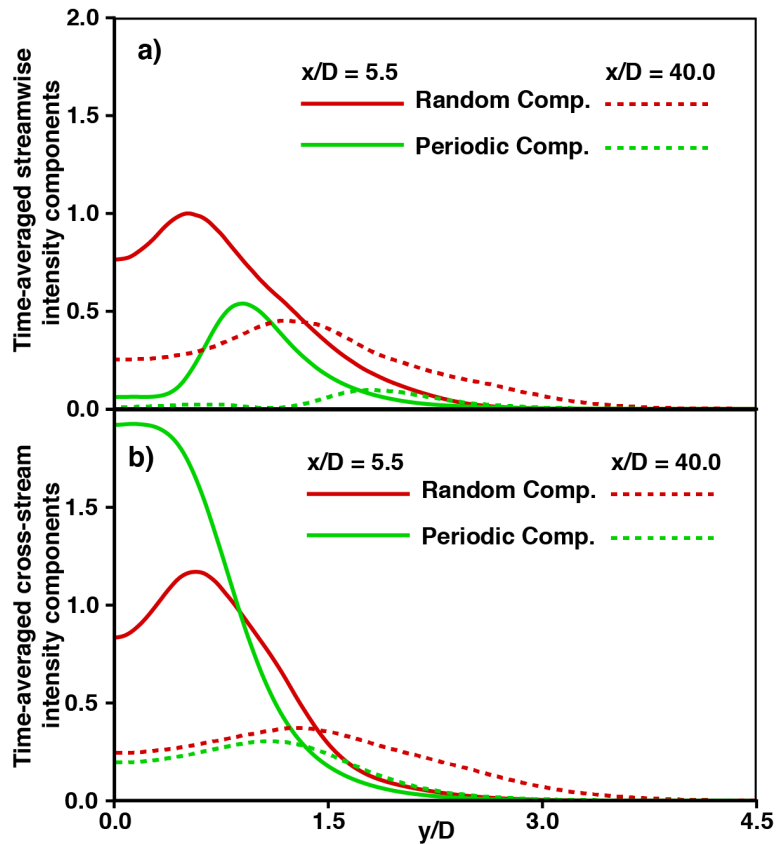 2.0
a)
x/D = 5.5 x/D = 40.0
1.5
Random Comp.
Periodic Comp.
1.0
0.5
0.0
Time-averaged streamwise
intensity components
b)
x/D = 5.5 x/D = 40.0
1.5
Random Comp.
Periodic Comp.
1.0
0.5
0.0
Time-averaged cross-stream
intensity components
0.0 1.5 3.0 4.5
y/D